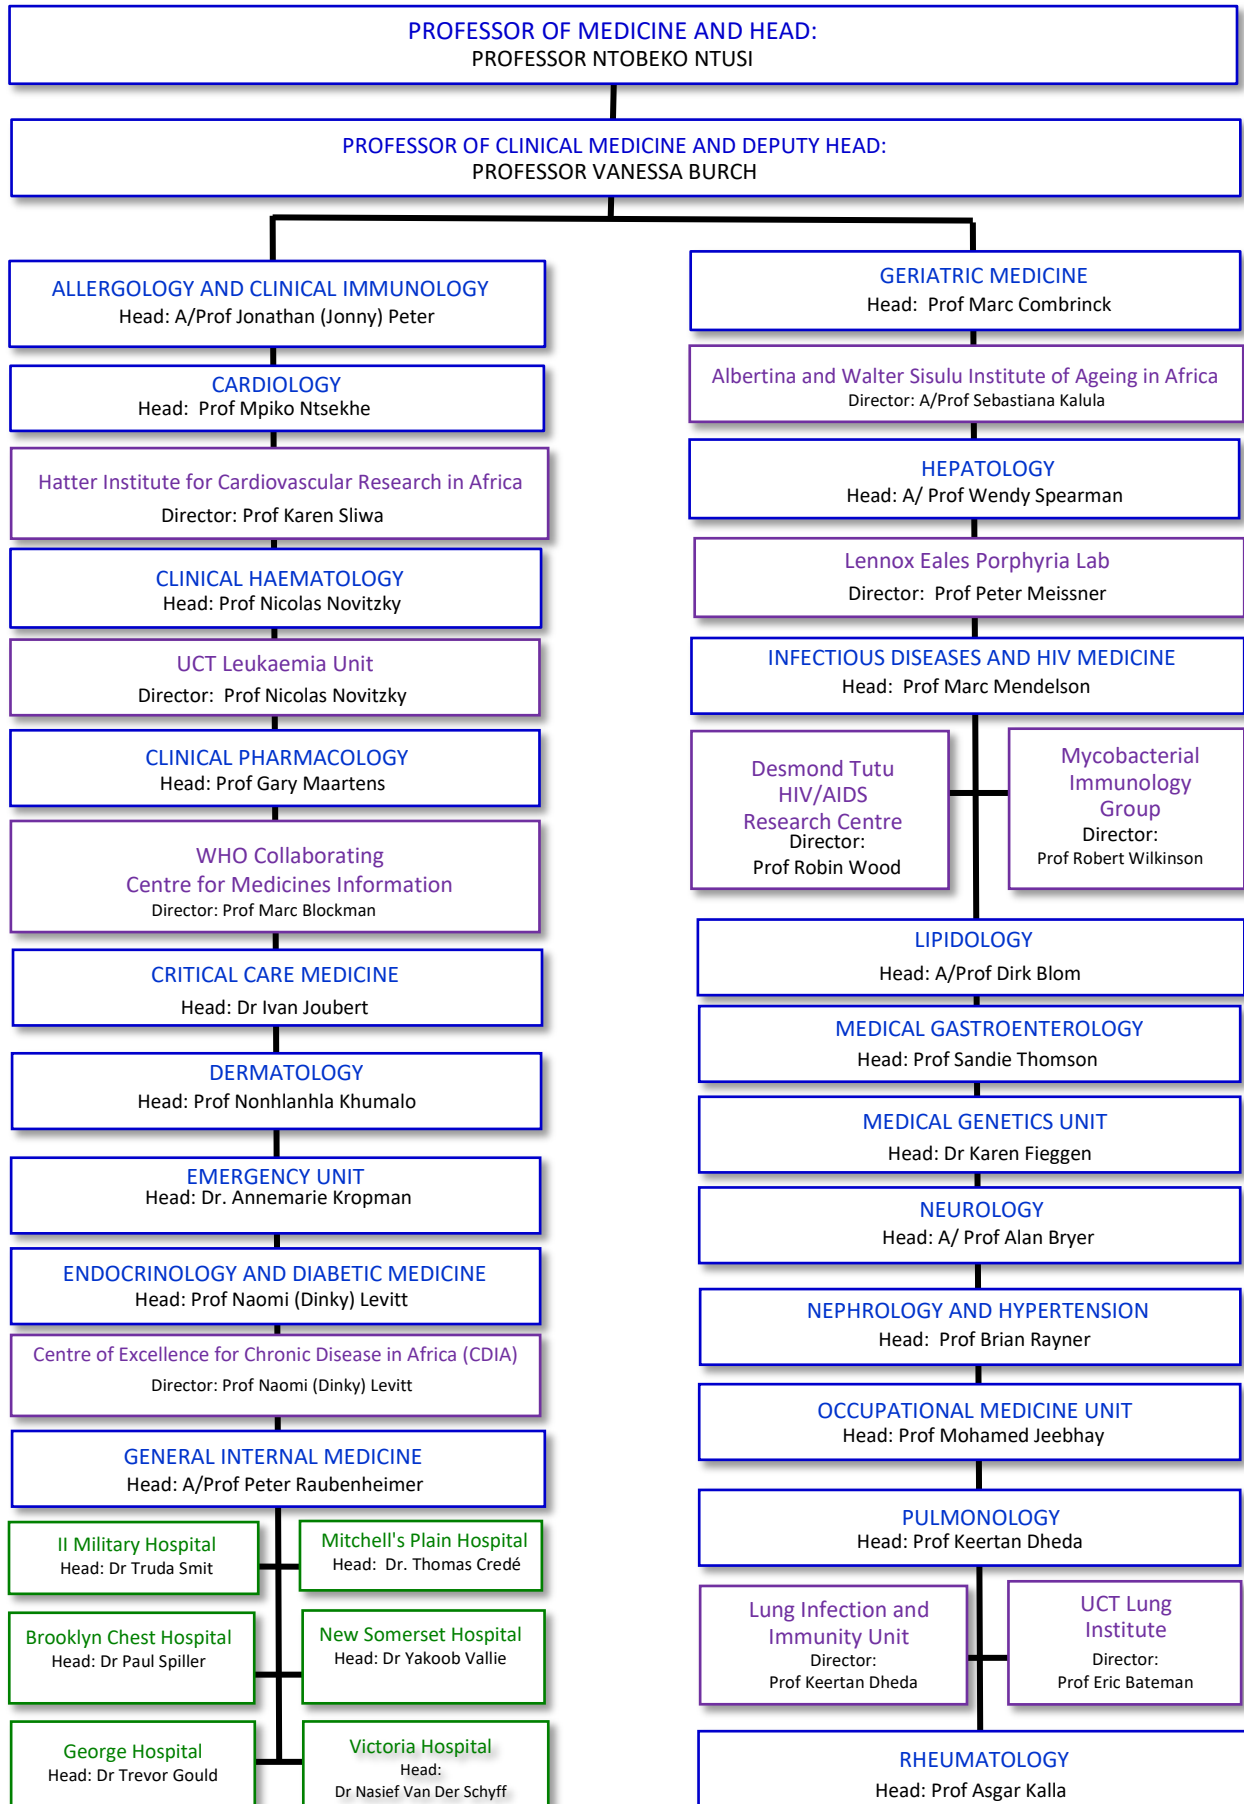 PROFESSOR OF MEDICINE AND HEAD:
PROFESSOR NTOBEKO NTUSI
PROFESSOR OF CLINICAL MEDICINE AND DEPUTY HEAD:
PROFESSOR VANESSA BURCH
ALLERGOLOGY AND CLINICAL IMMUNOLOGY
Head: A/Prof Jonathan (Jonny) Peter
CARDIOLOGY
Head: Prof Mpiko Ntsekhe
Hatter Institute for Cardiovascular Research in Africa
Director: Prof Karen Sliwa
CLINICAL HAEMATOLOGY
Head: Prof Nicolas Novitzky
UCT Leukaemia Unit
Director: Prof Nicolas Novitzky
CLINICAL PHARMACOLOGY
Head: Prof Gary Maartens
WHO Collaborating
Centre for Medicines Information
Director: Prof Marc Blockman
CRITICAL CARE MEDICINE
Head: Dr Ivan Joubert
DERMATOLOGY
Head: Prof Nonhlanhla Khumalo
EMERGENCY UNIT
Head: Dr. Annemarie Kropman
ENDOCRINOLOGY AND DIABETIC MEDICINE
Head: Prof Naomi (Dinky) Levitt
Centre of Excellence for Chronic Disease in Africa (CDIA)
Director: Prof Naomi (Dinky) Levitt
GENERAL INTERNAL MEDICINE
Head: A/Prof Peter Raubenheimer
II Military Hospital
Head: Dr Truda Smit
Mitchell's Plain Hospital
Head: Dr. Thomas Credé
Brooklyn Chest Hospital
Head: Dr Paul Spiller
New Somerset Hospital
Head: Dr Yakoob Vallie
George Hospital
Head: Dr Trevor Gould
Victoria Hospital
Head:
Dr Nasief Van Der Schyff
GERIATRIC MEDICINE
Head: Prof Marc Combrinck
Albertina and Walter Sisulu Institute of Ageing in Africa
Director: A/Prof Sebastiana Kalula
HEPATOLOGY
Head: A/ Prof Wendy Spearman
Lennox Eales Porphyria Lab
Director: Prof Peter Meissner
INFECTIOUS DISEASES AND HIV MEDICINE
Head: Prof Marc Mendelson
Desmond Tutu
HIV/AIDS
Research Centre
Director:
Prof Robin Wood
Mycobacterial
Immunology
Group
Director:
Prof Robert Wilkinson
LIPIDOLOGY
Head: A/Prof Dirk Blom
MEDICAL GASTROENTEROLOGY
Head: Prof Sandie Thomson
MEDICAL GENETICS UNIT
Head: Dr Karen Fieggen
NEUROLOGY
Head: A/ Prof Alan Bryer
NEPHROLOGY AND HYPERTENSION
Head: Prof Brian Rayner
OCCUPATIONAL MEDICINE UNIT
Head: Prof Mohamed Jeebhay
PULMONOLOGY
Head: Prof Keertan Dheda
Lung Infection and
Immunity Unit
Director:
Prof Keertan Dheda
UCT Lung
Institute
Director:
Prof Eric Bateman
RHEUMATOLOGY
Head: Prof Asgar Kalla